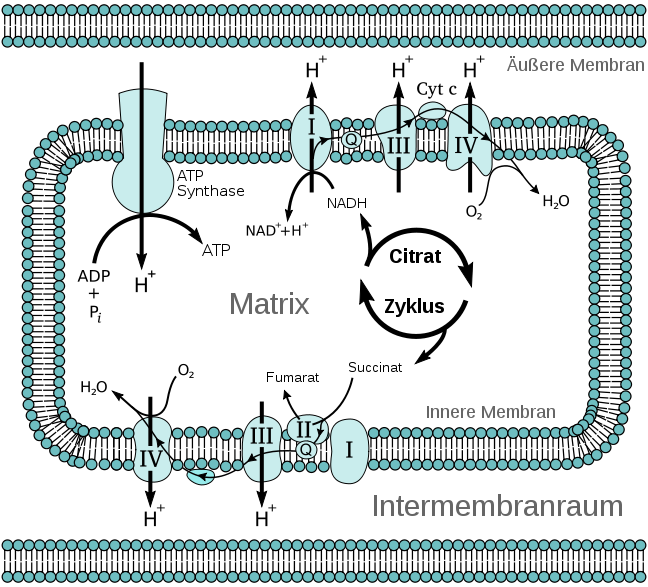 Äußere Membran
H⁺
H⁺
H⁺
Cyt c
I
Q
III
IV
ATP
Synthase
NADH
O₂
H₂O
NAD⁺+H⁺
ATP
ADP
+
Pᵢ
H⁺
Citrat
Zyklus
Matrix
O₂
H₂O
Fumarat
Succinat
Innere Membran
IV
III
II
Q
I
H⁺
H⁺
Intermembranraum